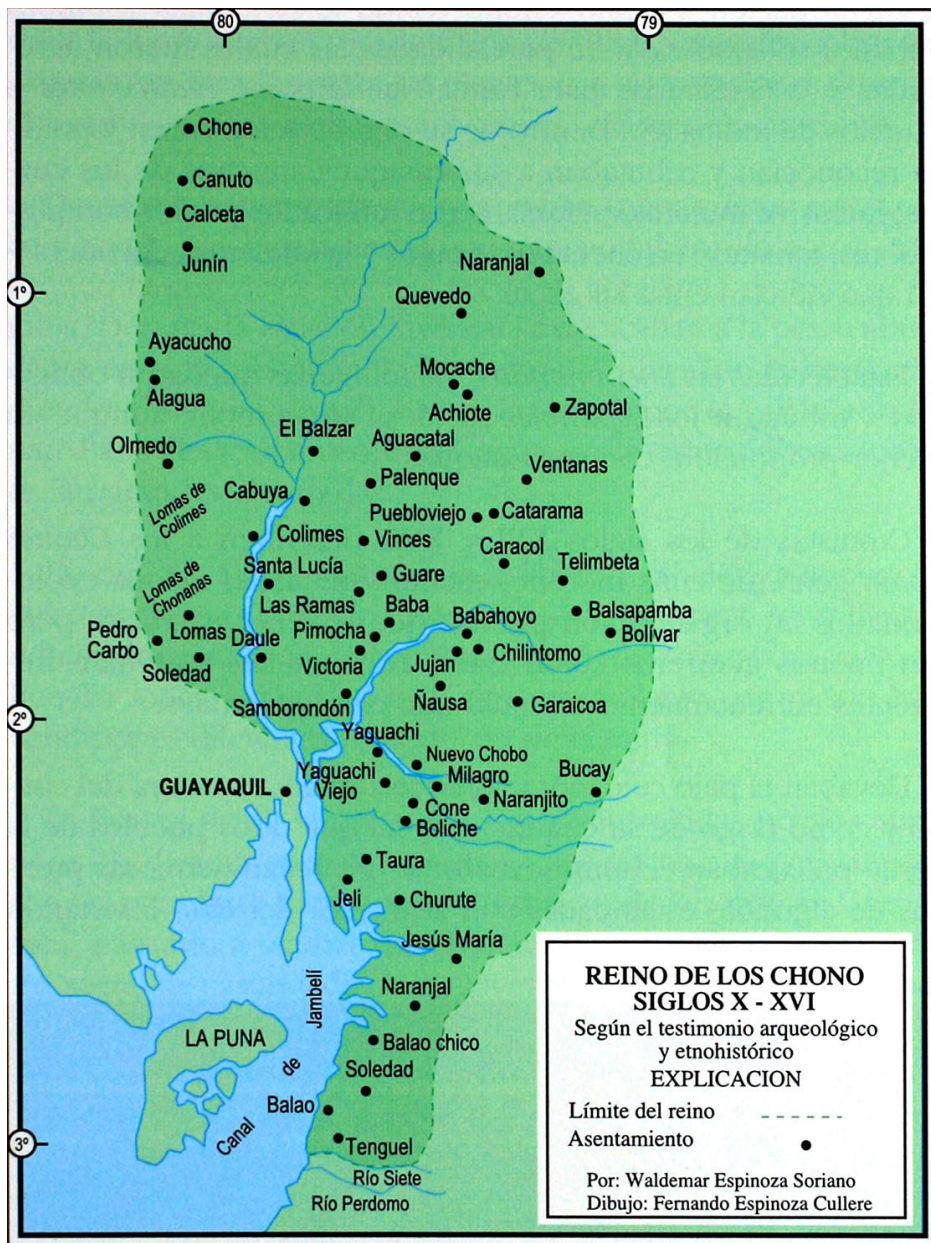 80
79
Chone
Canuto
Calceta
Junín
Naranjal
1º
Quevedo
Ayacucho
Alagua
Mocache
Achiote
Zapotal
El Balzar
Aguacatal
Olmedo
Palenque
Ventanas
Lomas de
Colimes
Cabuya
Puebloviejo
Catarama
Colimes
Vinces
Caracol
Santa Lucía
Guare
Telimbeta
Lomas de
Chonanas
Las Ramas
Baba
Babahoyo
Balsapamba
Pedro
Carbo
Lomas
Daule
Pimocha
Bolívar
Soledad
Victoria
Jujan
Chilintomo
Samborondón
Ñausa
Garaicoa
2º
Yaguachi
Nuevo Chobo
Yaguachi
Viejo
Milagro
Bucay
GUAYAQUIL
Cone
Naranjito
Boliche
Taura
Jeli
Churute
Jesús María
Naranjal
LA PUNA
Balao chico
Soledad
Balao
Canal de Jambelí
3º
Tenguel
Río Siete
Río Perdomo
REINO DE LOS CHONO
SIGLOS X - XVI
Según el testimonio arqueológico
y etnohistórico
EXPLICACION
Límite del reino
Asentamiento
Por: Waldemar Espinoza Soriano
Dibujo: Fernando Espinoza Cullere